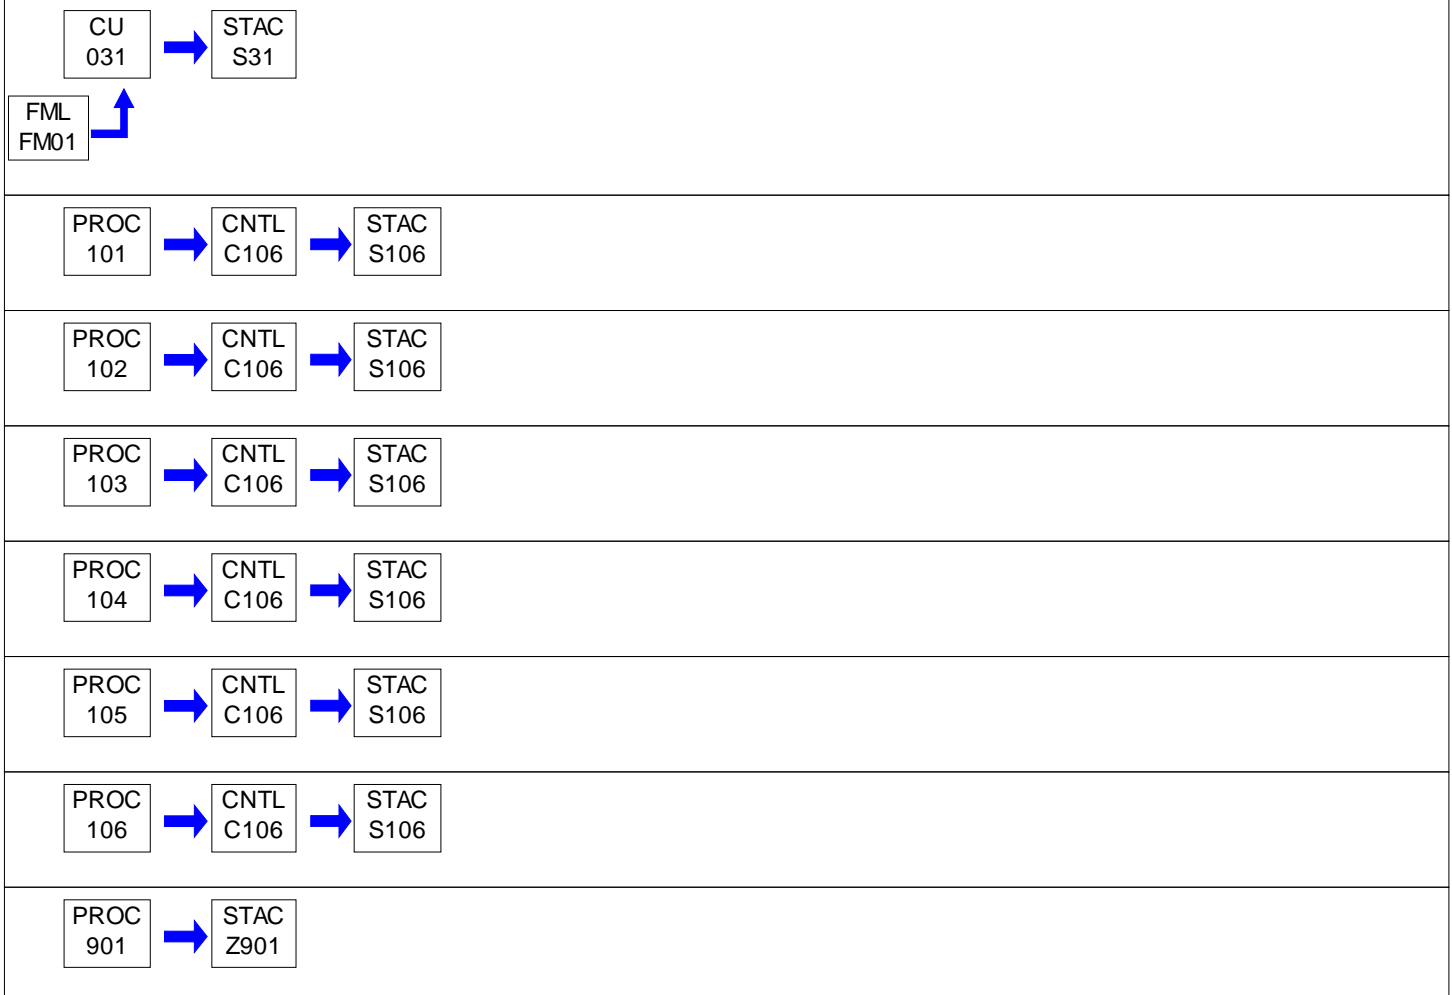 CU
031
STAC
S31
FML
FM01
PROC
101
CNTL
C106
STAC
S106
PROC
102
CNTL
C106
STAC
S106
PROC
103
CNTL
C106
STAC
S106
PROC
104
CNTL
C106
STAC
S106
PROC
105
CNTL
C106
STAC
S106
PROC
106
CNTL
C106
STAC
S106
PROC
901
STAC
Z901